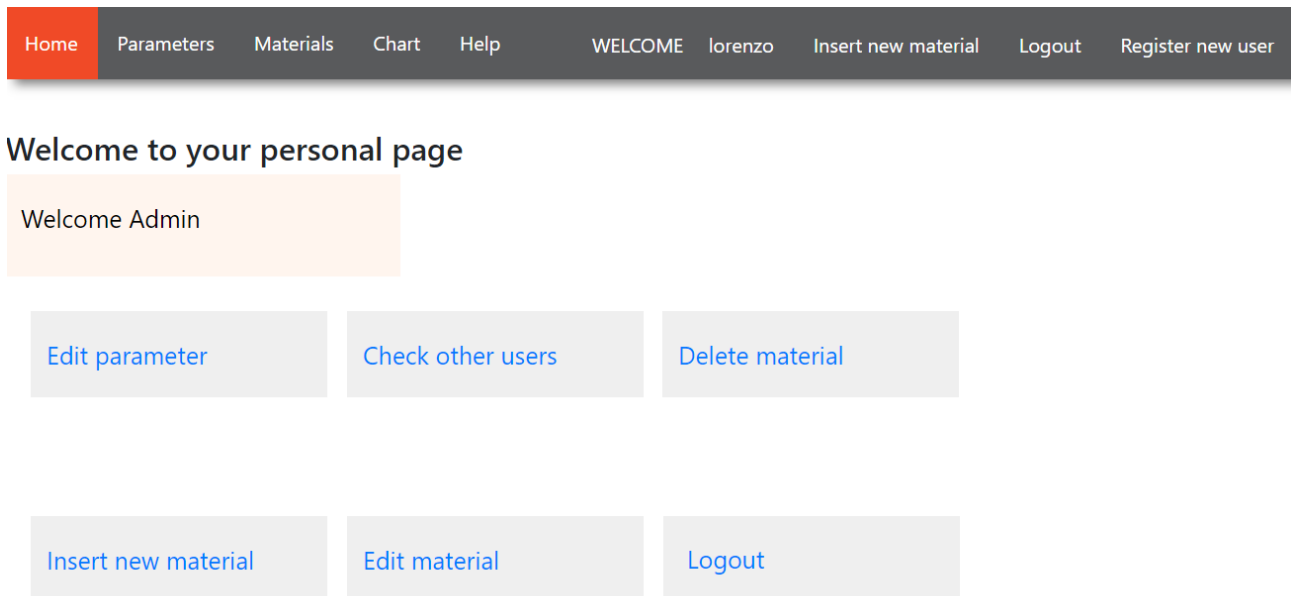 Home Parameters Materials Chart Help WELCOME lorenzo Insert new material Logout Register new user
Welcome to your personal page
Welcome Admin
Edit parameter Check other users Delete material
Insert new material Edit material Logout